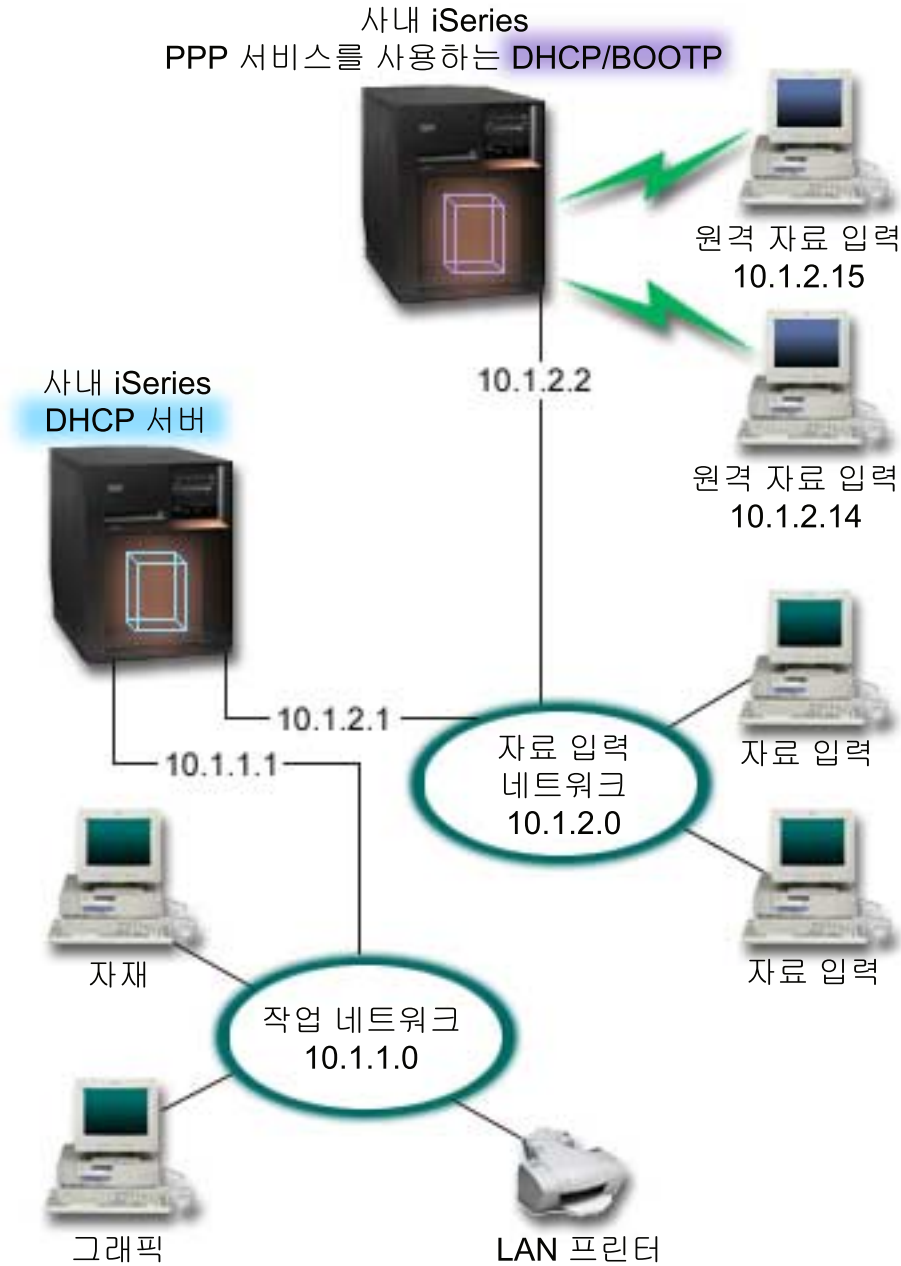 사내 iSeries
PPP 서비스를 사용하는 DHCP/BOOTP
원격 자료 입력
10.1.2.15
10.1.2.2
사내 iSeries
DHCP 서버
원격 자료 입력
10.1.2.14
10.1.2.1
10.1.1.1
자료 입력
네트워크
10.1.2.0
자료 입력
자료 입력
자재
작업 네트워크
10.1.1.0
그래픽
LAN 프린터